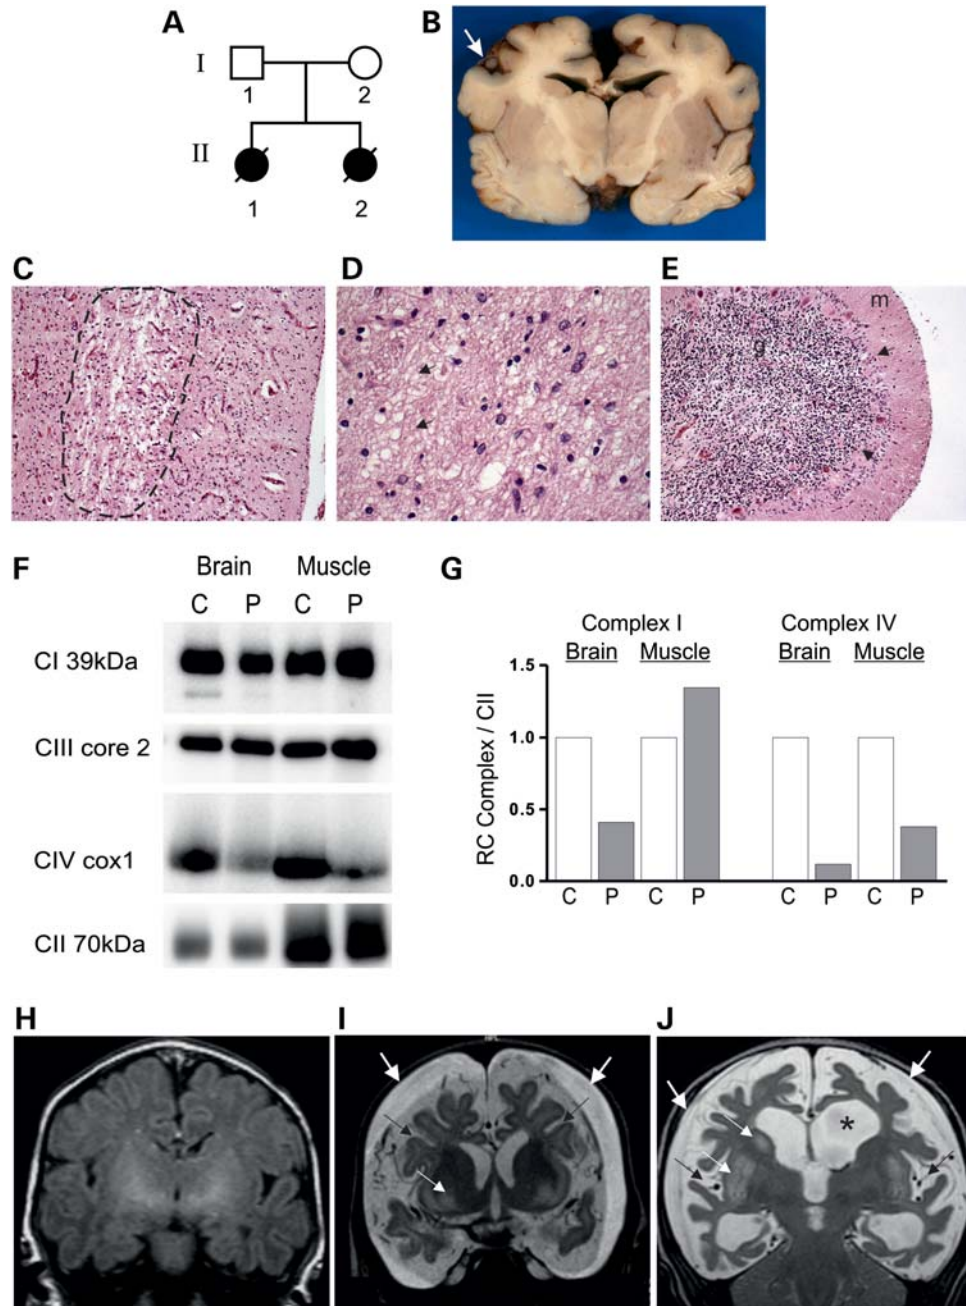 A
B
I
1
2
II
1
2
C
D
E
m
g
F
Brain
Muscle
C
P
C
P
CI 39kDa
CIII core 2
CIV cox1
CII 70kDa
G
Complex I
Complex IV
Brain
Muscle
Brain
Muscle
RC Complex / CII
1.5
1.0
0.5
0.0
C
P
C
P
C
P
C
P
H
I
J
*